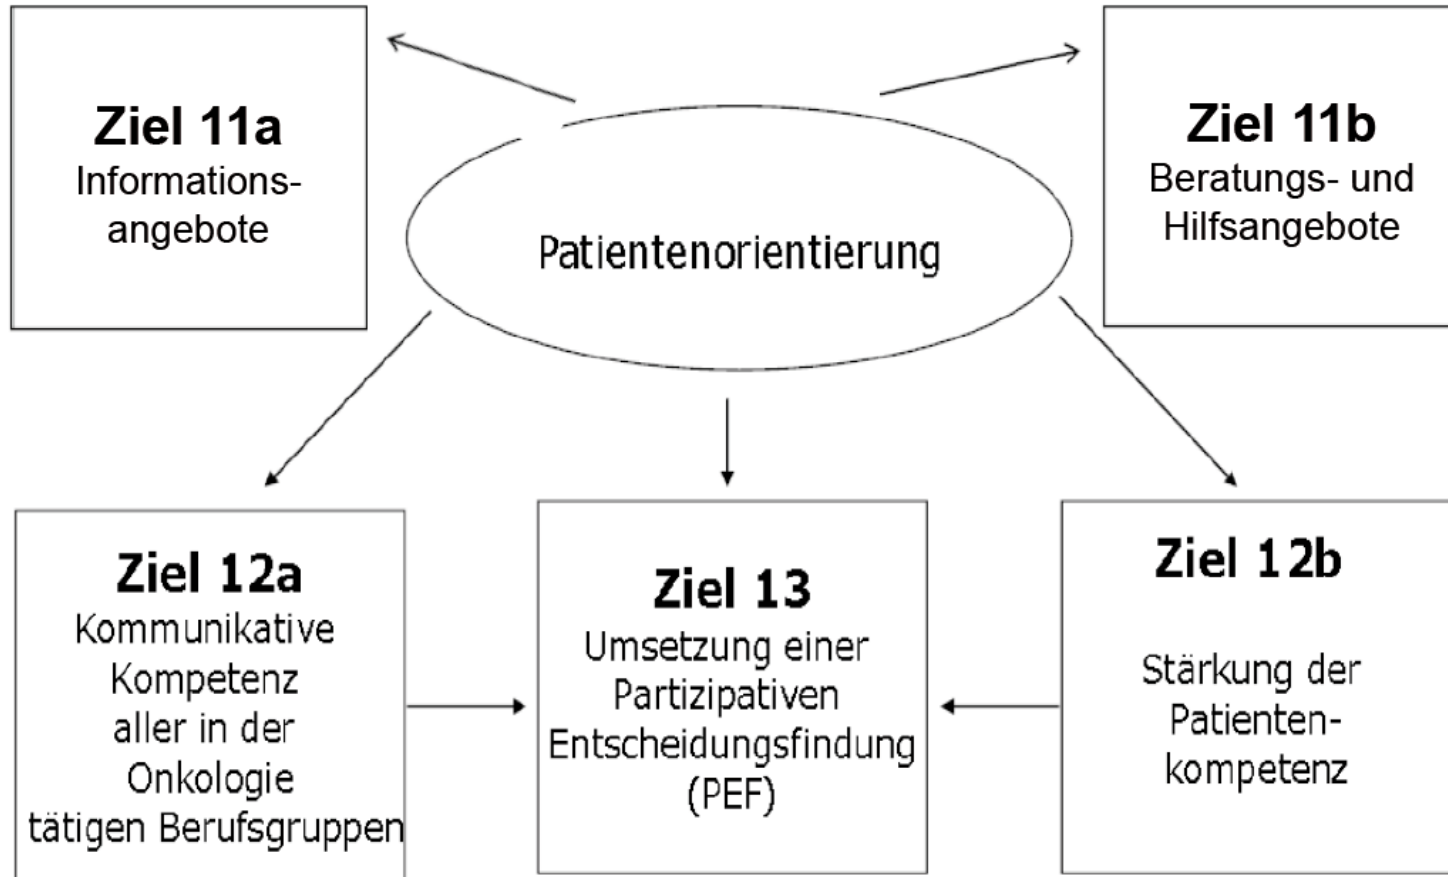 Ziel 11a
Informations-
angebote
Patientenorientierung
Ziel 11b
Beratungs- und
Hilfsangebote
Ziel 12a
Kommunikative
Kompetenz
aller in der
Onkologie
tätigen Berufsgruppen
Ziel 13
Umsetzung einer
Partizipativen
Entscheidungsfindung
(PEF)
Ziel 12b
Stärkung der
Patienten-
kompetenz